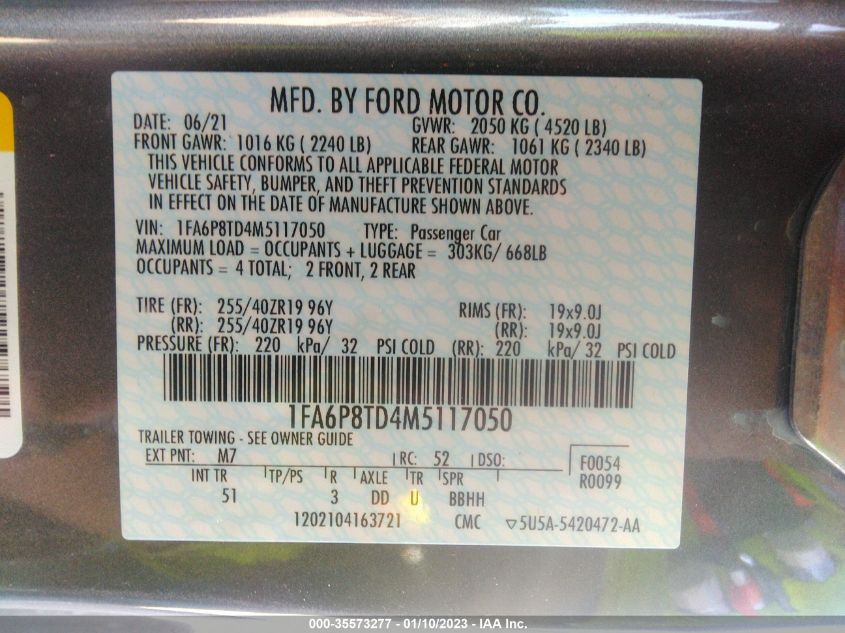 MFD. BY FORD MOTOR CO.
DATE: 06/21 GVWR: 2050 KG ( 4520 LB)
FRONT GAWR: 1016 KG ( 2240 LB) REAR GAWR: 1061 KG ( 2340 LB)
THIS VEHICLE CONFORMS TO ALL APPLICABLE FEDERAL MOTOR
VEHICLE SAFETY, BUMPER, AND THEFT PREVENTION STANDARDS
IN EFFECT ON THE DATE OF MANUFACTURE SHOWN ABOVE.
VIN: 1FA6P8TD4M5117050 TYPE: Passenger Car
MAXIMUM LOAD = OCCUPANTS + LUGGAGE = 303KG/ 668LB
OCCUPANTS = 4 TOTAL; 2 FRONT, 2 REAR
TIRE (FR): 255/40ZR19 96Y RIMS (FR): 19x9.0J
(RR): 255/40ZR19 96Y (RR): 19x9.0J
PRESSURE (FR): 220 kPa/ 32 PSI COLD (RR): 220 kPa/ 32 PSI COLD
1FA6P8TD4M5117050
TRAILER TOWING - SEE OWNER GUIDE
EXT PNT: M7 RC: 52 DSO: F0054
R0099
INT TR TP/PS R AXLE TR SPR
51 3 DD U BBHH
1202104163721 CMC ▽5U5A-5420472-AA
000-35573277 - 01/10/2023 - IAA Inc.